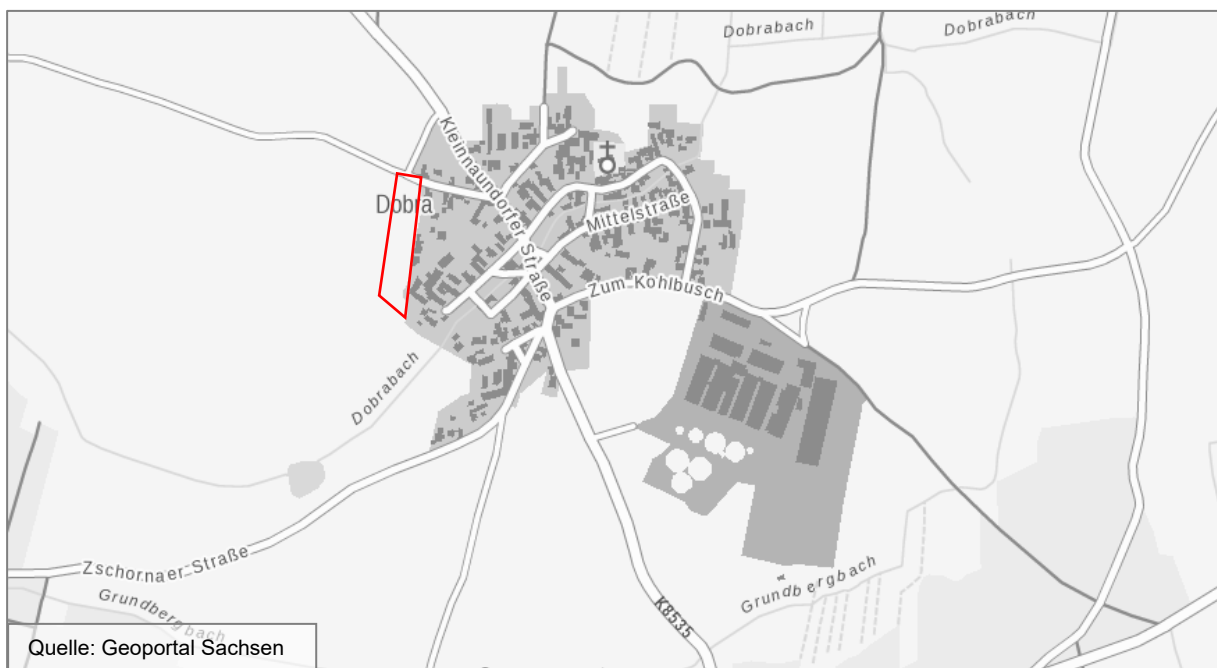 Dobrabach
Dobrabach
Kleinnaundorfer Straße
Dobra
Mittelstraße
Zum Kohlbusch
Dobrabach
Zschornaer Straße
Grundbergbach
Grundbergbach
K8535
Quelle: Geoportal Sachsen